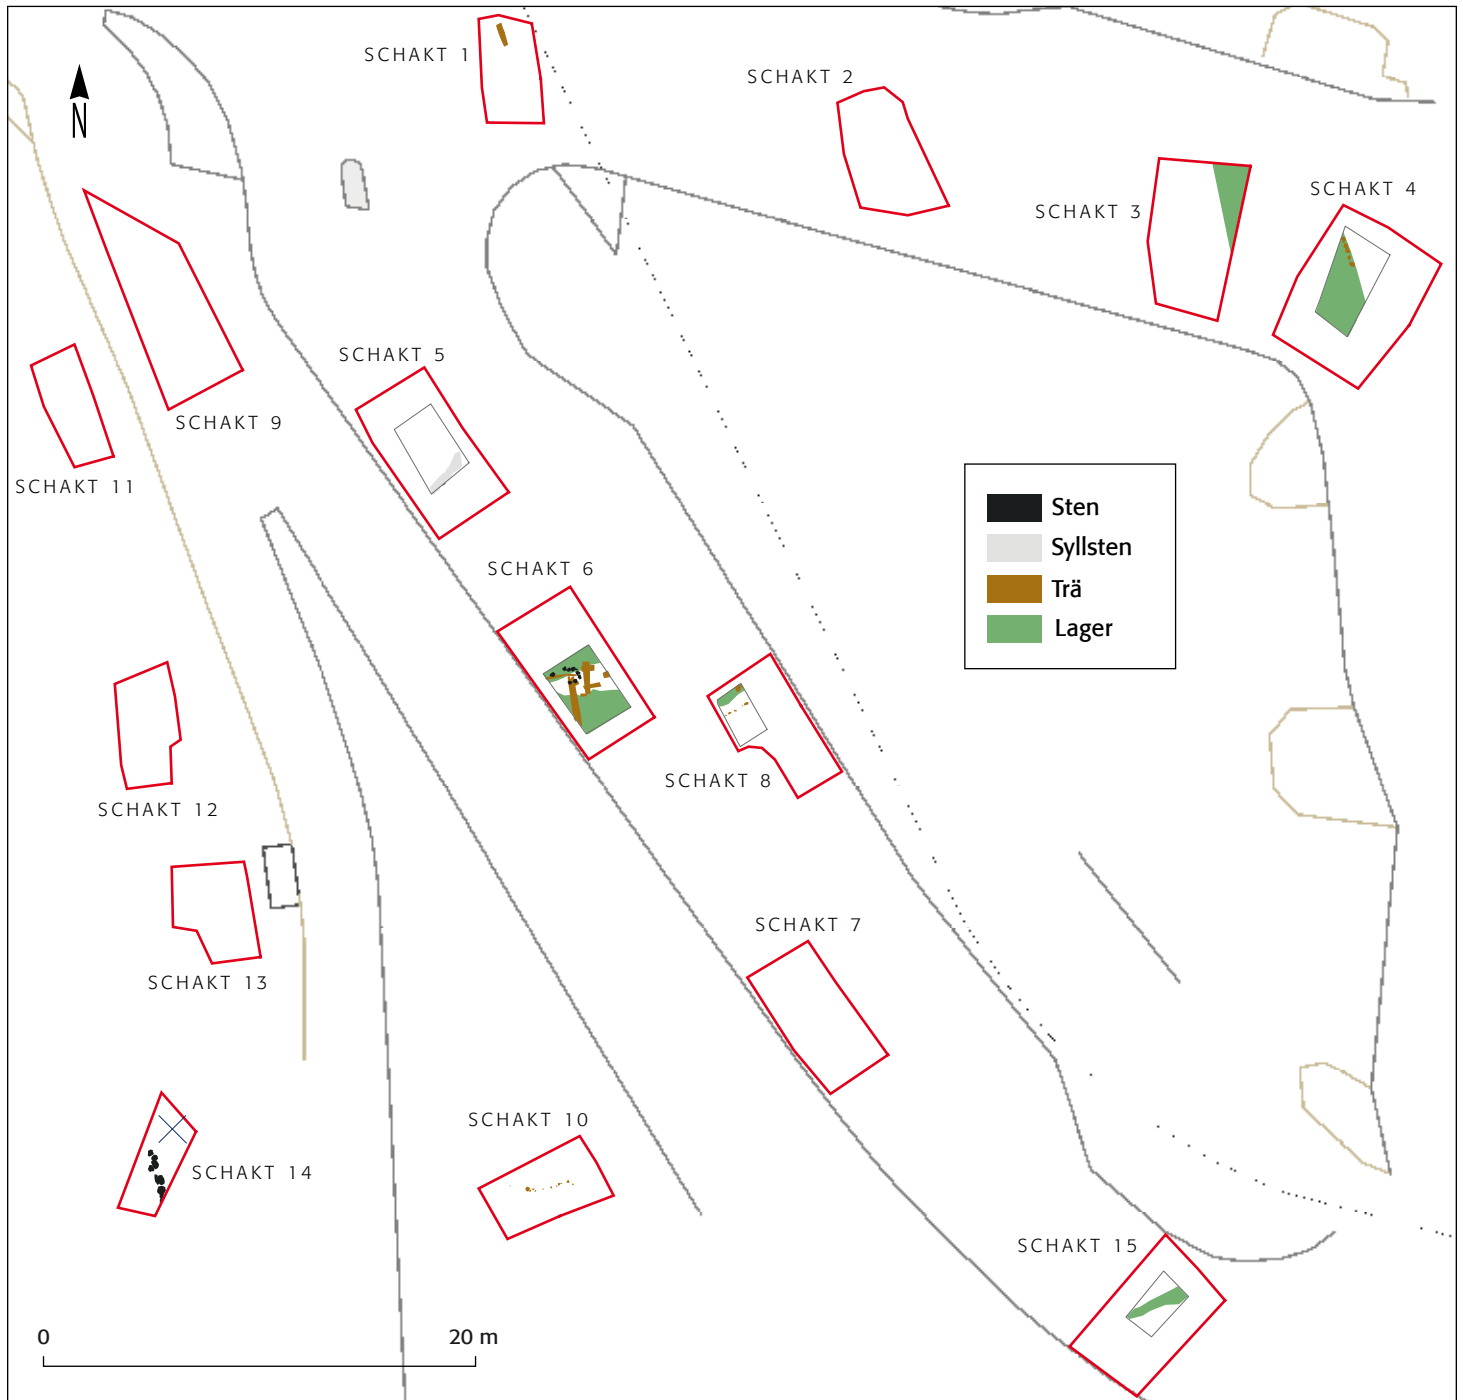 SCHAKT 1
SCHAKT 2
N
SCHAKT 3
SCHAKT 4
SCHAKT 5
SCHAKT 9
SCHAKT 11
Sten
Syllsten
Trä
Lager
SCHAKT 6
SCHAKT 8
SCHAKT 12
SCHAKT 7
SCHAKT 13
SCHAKT 10
SCHAKT 14
SCHAKT 15
0 20 m